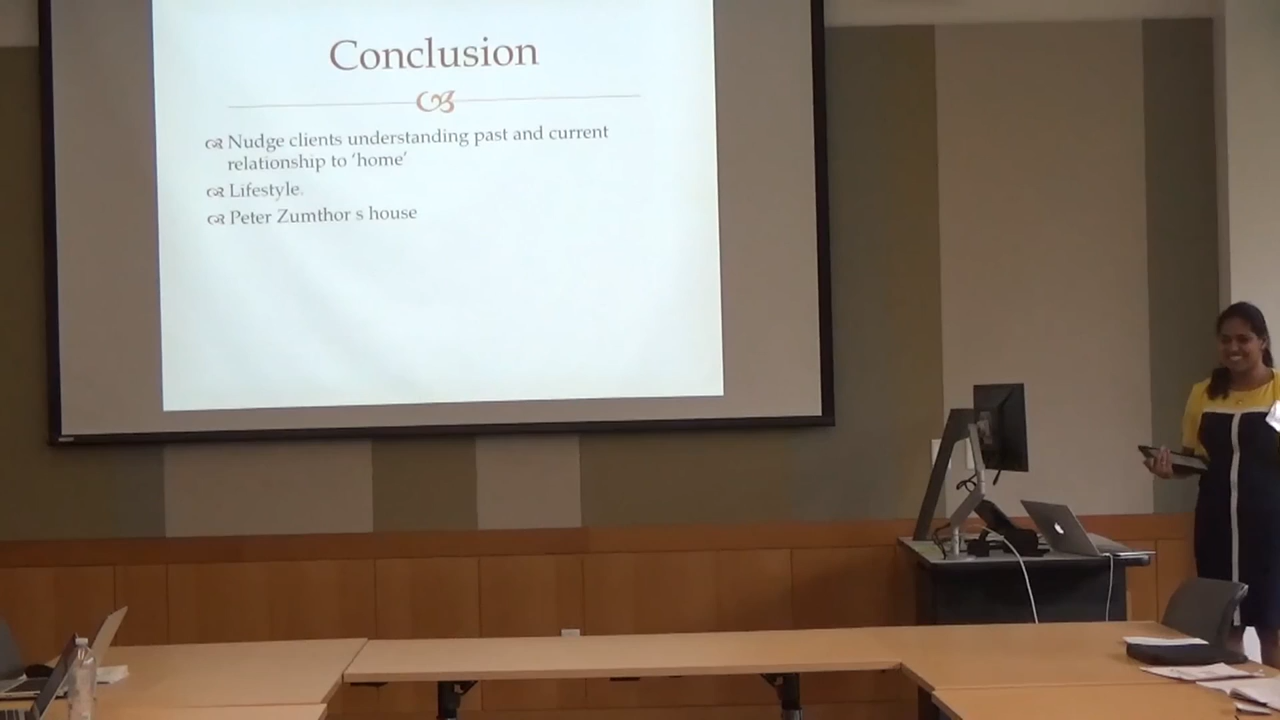 Conclusion
Nudge clients understanding past and current
relationship to ‘home’
Lifestyle.
Peter Zumthor s house